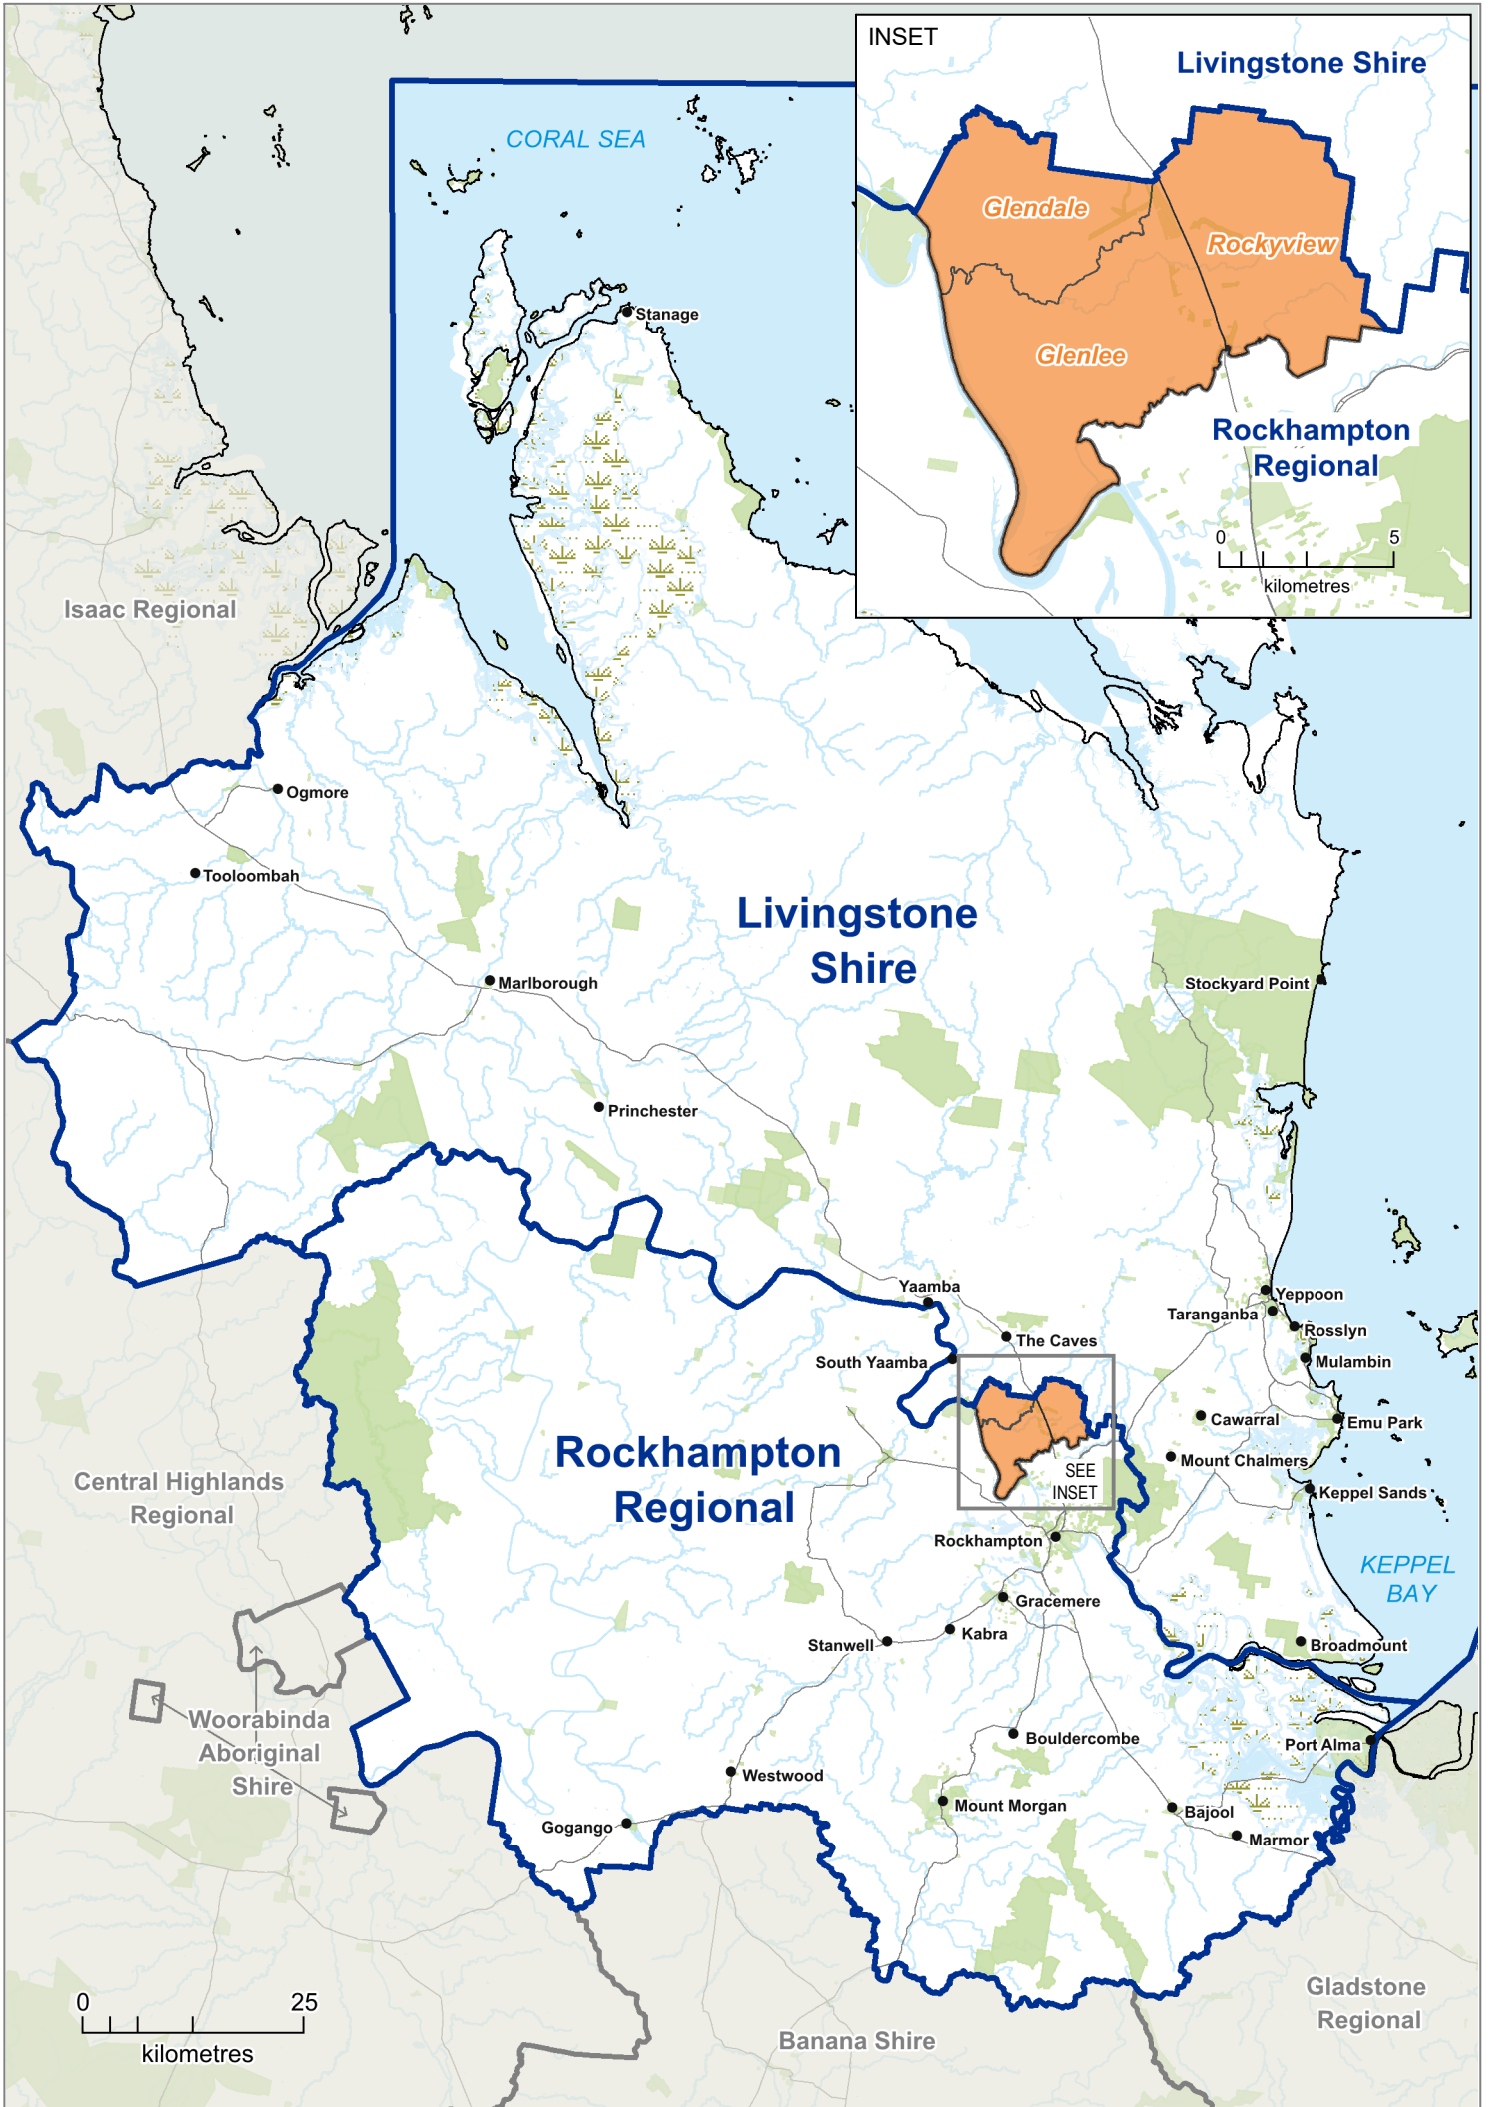 INSET
Livingstone Shire
CORAL SEA
Glendale
Rockyview
Glenlee
Stanage
Rockhampton
Regional
0 5
kilometres
Isaac Regional
Ogmore
Tooloombah
Livingstone
Shire
Marlborough
Stockyard Point
Princhester
Yaamba
Yeppoon
Taranganba
Rosslyn
The Caves
South Yaamba
Mulambin
Cawarral
Emu Park
Rockhampton
Regional
Mount Chalmers
SEE
INSET
Keppel Sands
Central Highlands
Regional
Rockhampton
KEPPEL
BAY
Gracemere
Kabra
Stanwell
Broadmount
Woorabinda
Aboriginal
Shire
Bouldercombe
Port Alma
Westwood
Mount Morgan
Bajool
Gogango
Marmor
Gladstone
Regional
0 25
kilometres
Banana Shire